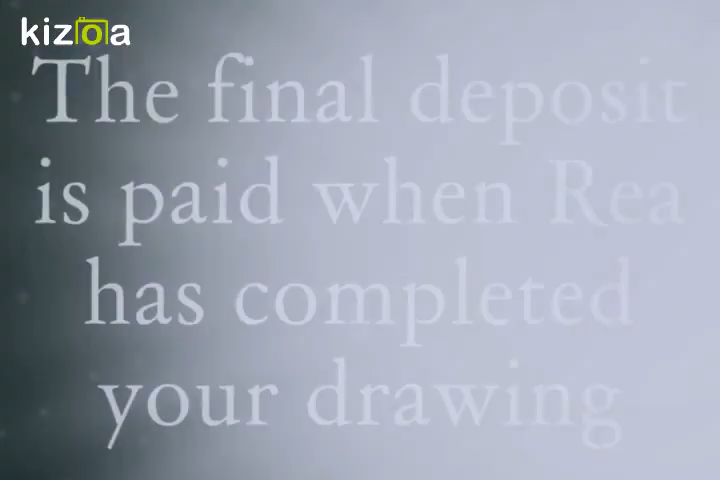 kizoa
The final deposit
is paid when Rea
has completed
your drawing